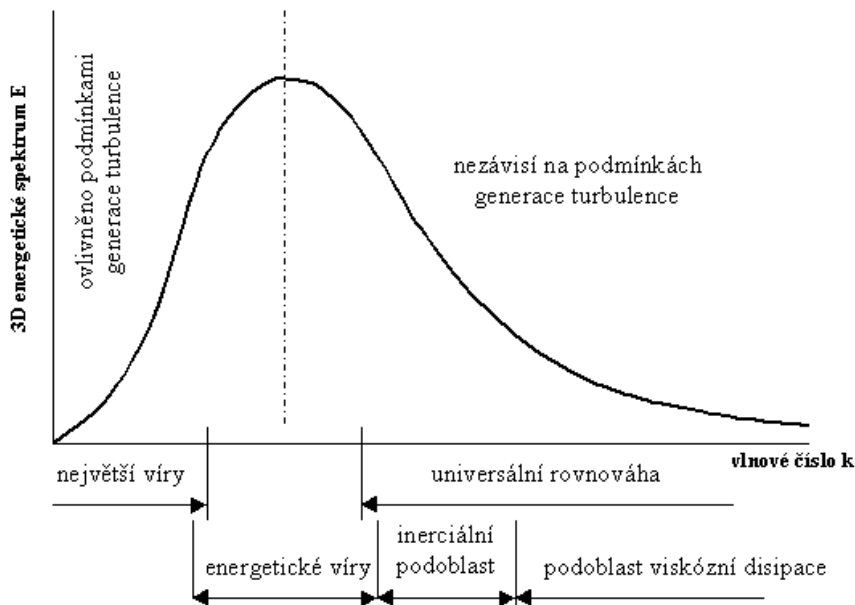 3D energetické spektrum E
ovlivněno podmínkami
generace turbulence
nezávisí na podmínkách
generace turbulence
vlnové číslo k
největší víry
universální rovnováha
energetické víry
inerciální
podoblast
podoblast viskózní disipace